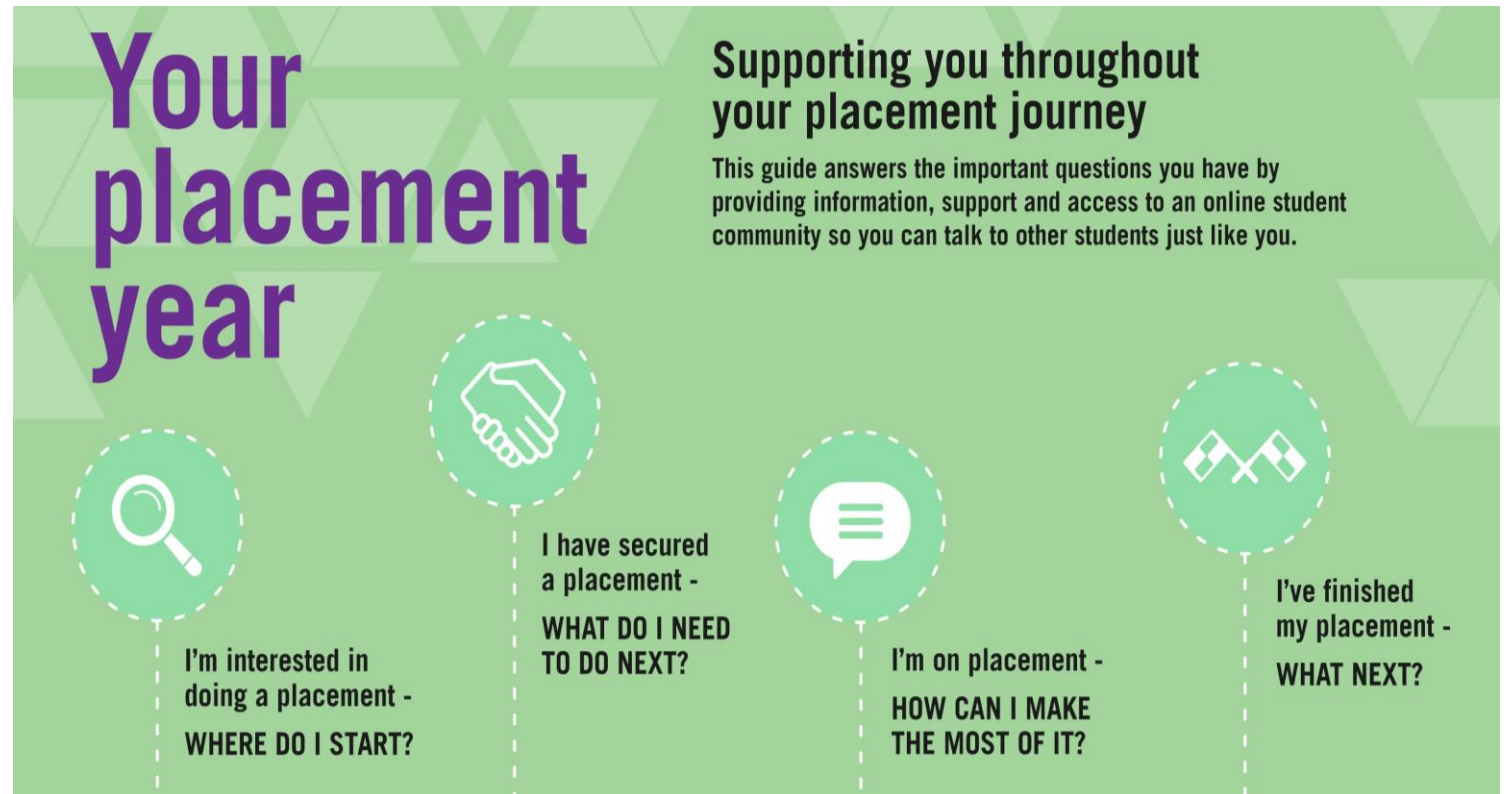 Your
placement
year
Supporting you throughout
your placement journey
This guide answers the important questions you have by
providing information, support and access to an online student
community so you can talk to other students just like you.
I'm interested in
doing a placement -
WHERE DO I START?
I have secured
a placement -
WHAT DO I NEED
TO DO NEXT?
I'm on placement -
HOW CAN I MAKE
THE MOST OF IT?
I've finished
my placement -
WHAT NEXT?